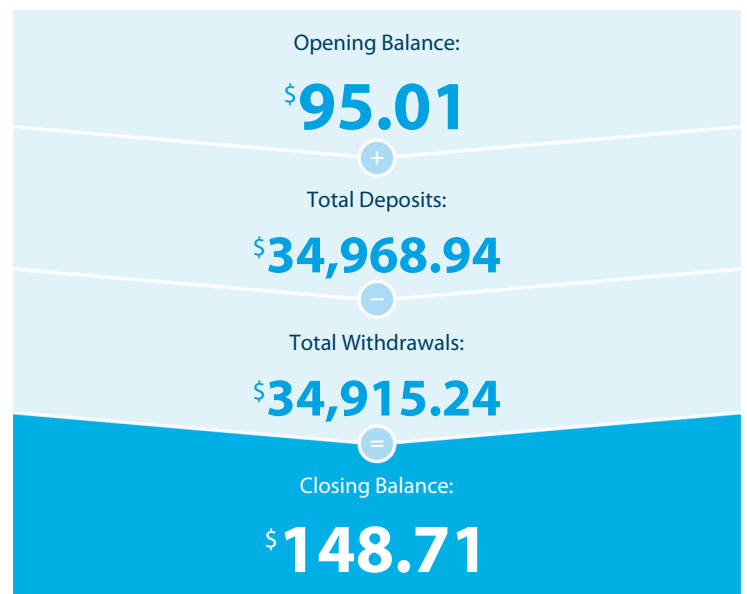 Opening Balance:
$95.01
+
Total Deposits:
$34,968.94
−
Total Withdrawals:
$34,915.24
=
Closing Balance:
$148.71